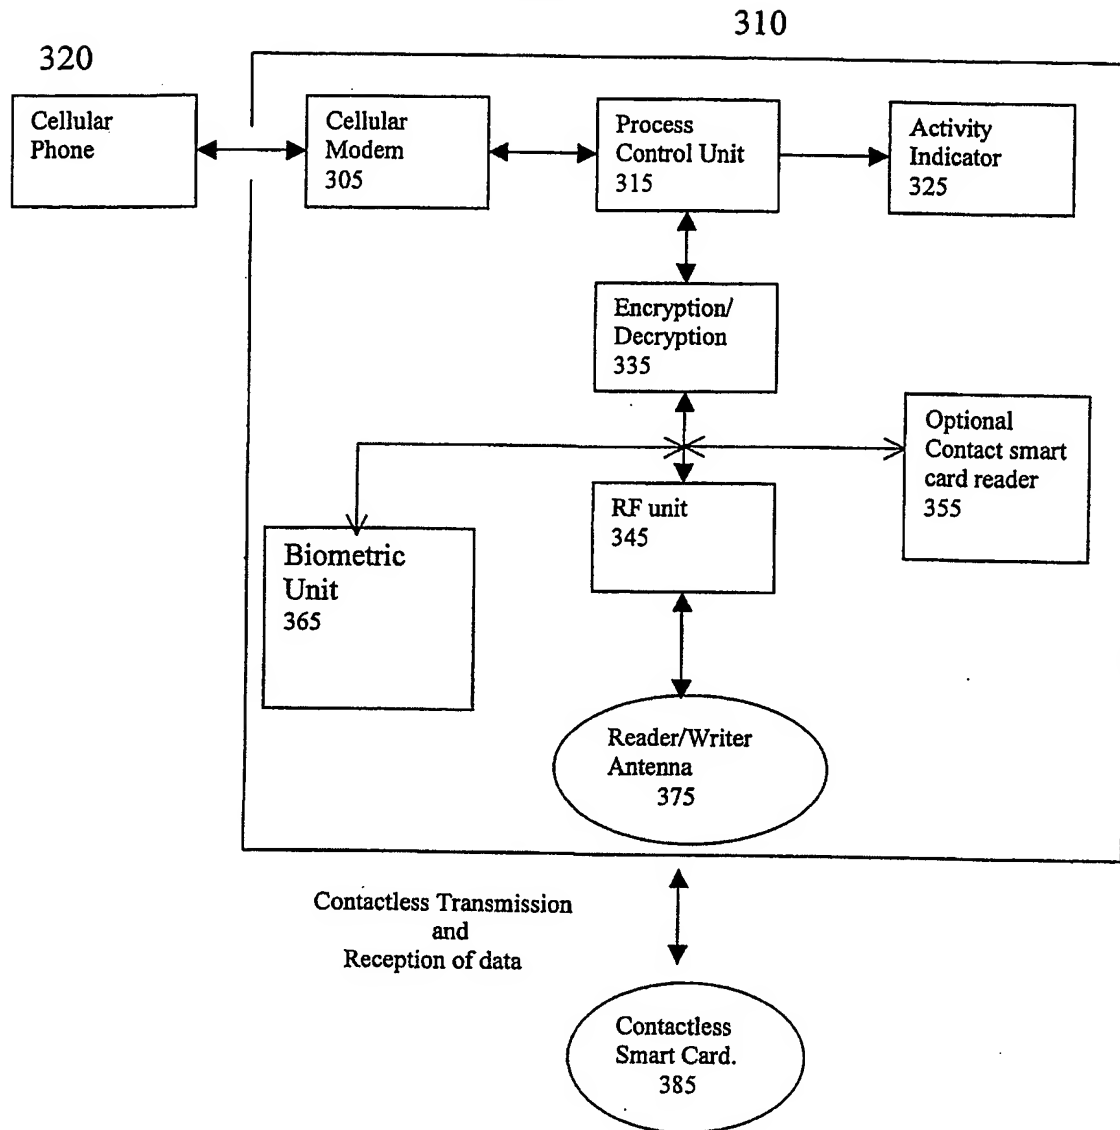 310
320
Cellular
Phone
Cellular
Modem
305
Process
Control Unit
315
Activity
Indicator
325
Encryption/
Decryption
335
Optional
Contact smart
card reader
355
RF unit
345
Biometric
Unit
365
Reader/Writer
Antenna
375
Contactless Transmission
and
Reception of data
Contactless
Smart Card.
385